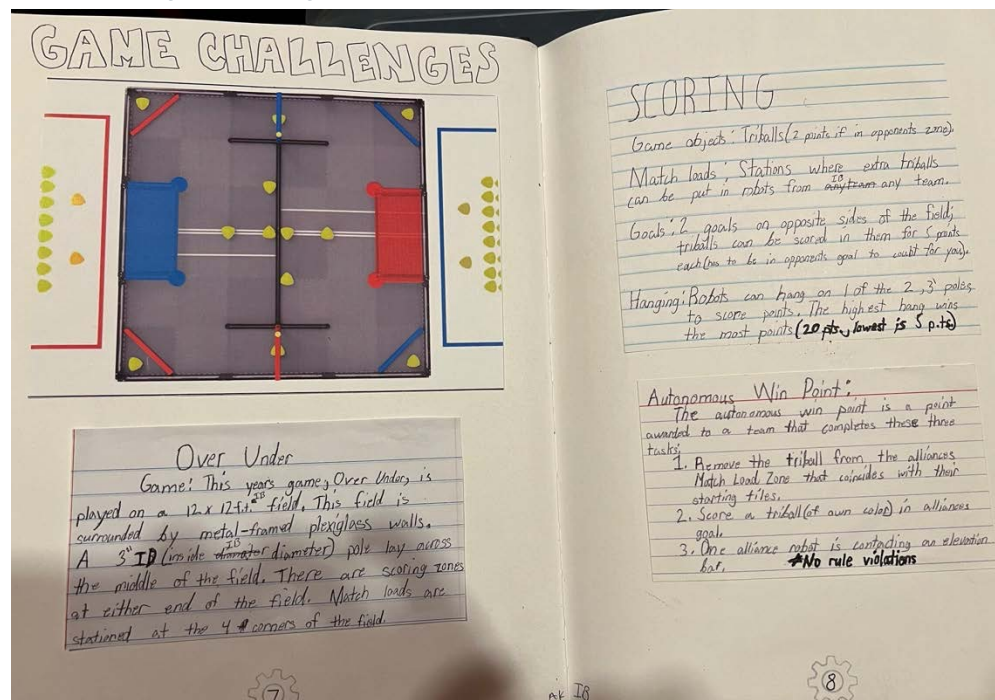 GAME CHALLENGES
Over Under
Game: This years game, Over Under, is
played on a 12 x 12 ft. IB field. This field is
surrounded by metal-framed plexiglass walls.
A 3" ID (inside IB diameter) pole lay across
the middle of the field. There are scoring zones
at either end of the field. Match loads are
stationed at the 4 corners of the field.
7
SCORING
Game objects: Triballs (2 points if in opponents zone).
Match loads: Stations where extra triballs
can be put in robots from IB any team.
Goals: 2 goals on opposite sides of the field;
triballs can be scored in them for 5 points
each (has to be in opponents goal to count for you).
Hanging: Robots can hang on 1 of the 2, 3' poles,
to score points. The highest hang wins
the most points (20 pts., lowest is 5 p.ts)
Autonomous Win Point:
The autonomous win point is a point
awarded to a team that completes these three
tasks:
1. Remove the triball from the alliances
Match Load Zone that coincides with their
starting tiles.
2. Score a triball (of own color) in alliances
goal.
3. One alliance robot is contacting an elevation
bar. *No rule violations
IB
8